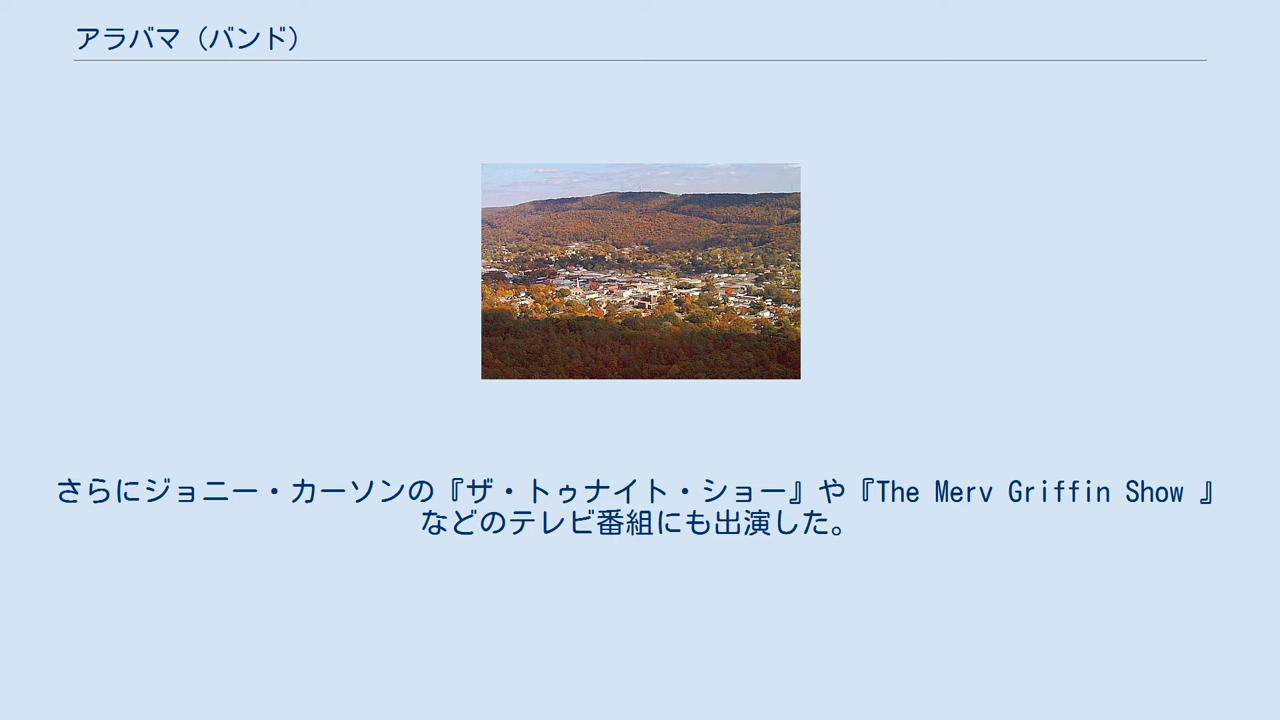 アラバマ（バンド）
さらにジョニー・カーソンの『ザ・トゥナイト・ショー』や『The Merv Griffin Show 』
などのテレビ番組にも出演した。